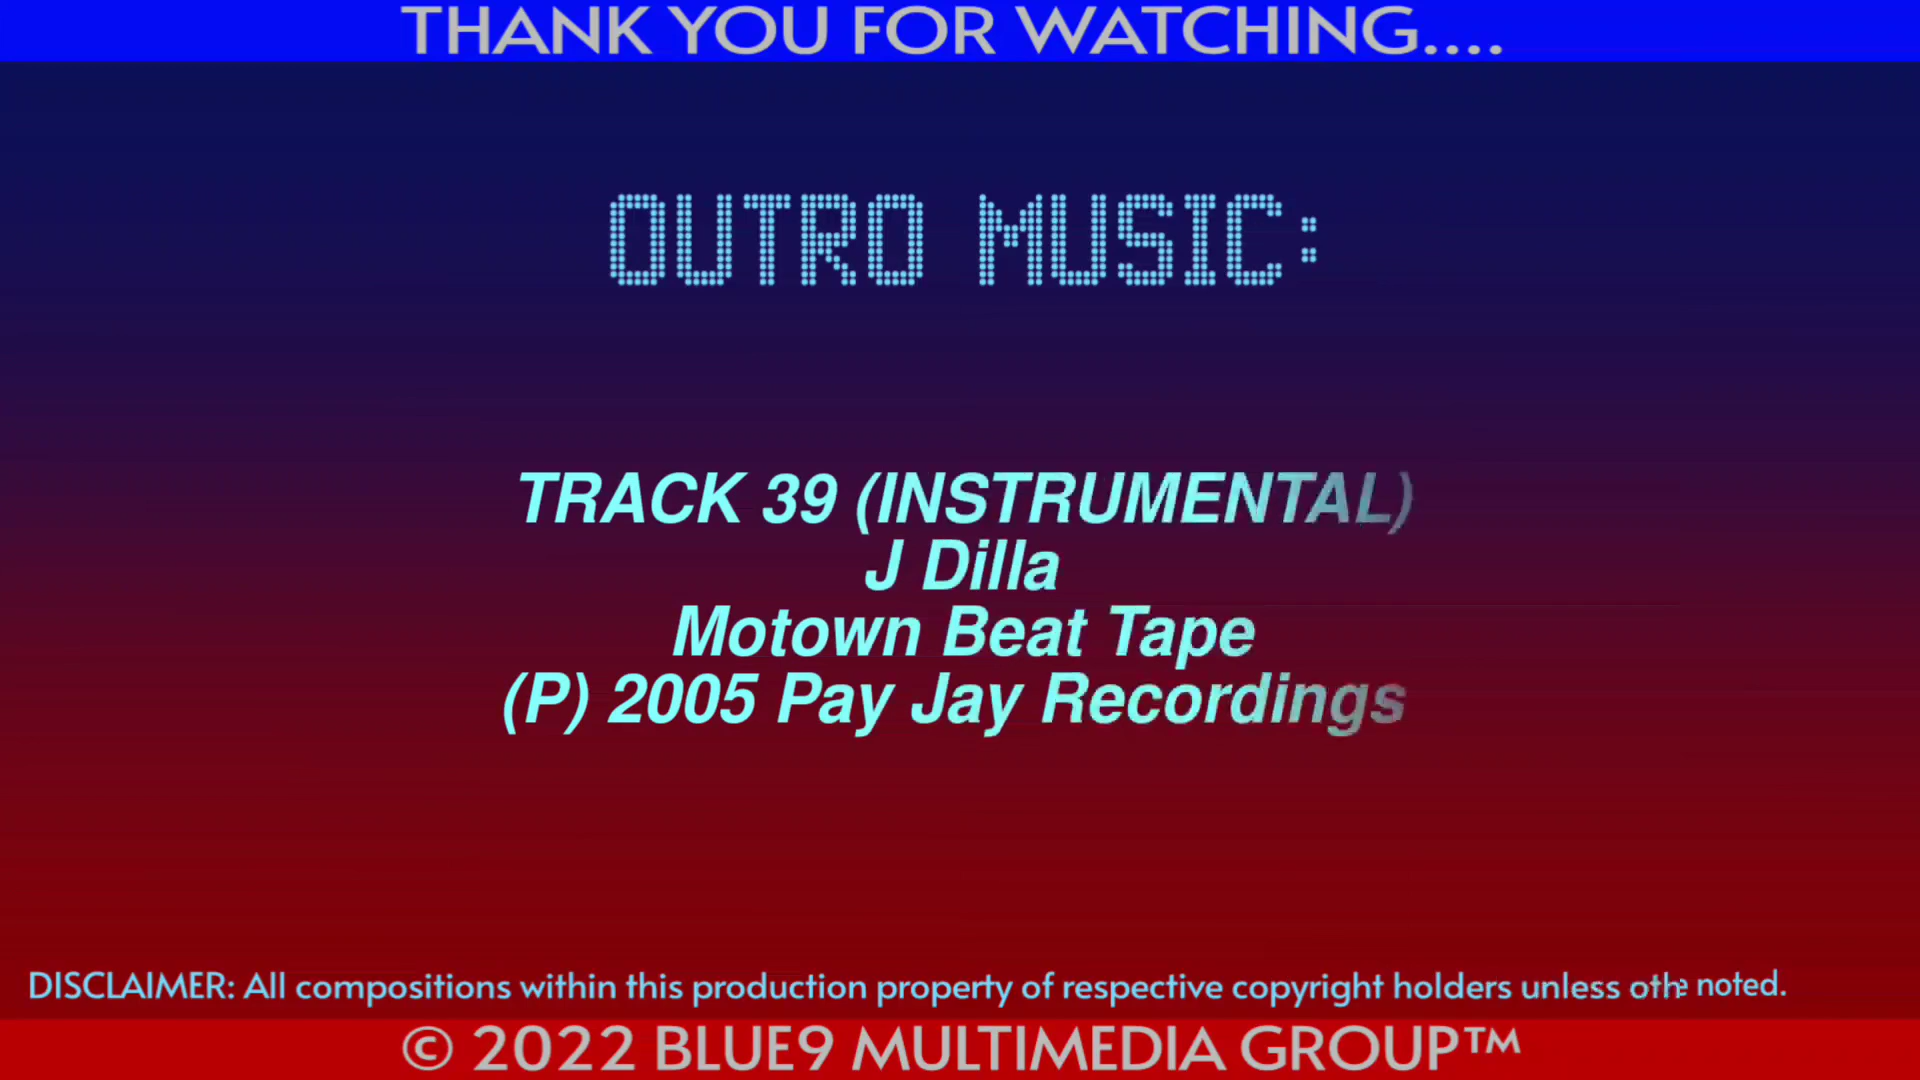 THANK YOU FOR WATCHING....
OUTRO MUSIC:
TRACK 39 (INSTRUMENTAL)
J Dilla
Motown Beat Tape
(P) 2005 Pay Jay Recordings
DISCLAIMER: All compositions within this production property of respective copyright holders unless noted.
© 2022 BLUE9 MULTIMEDIA GROUP™